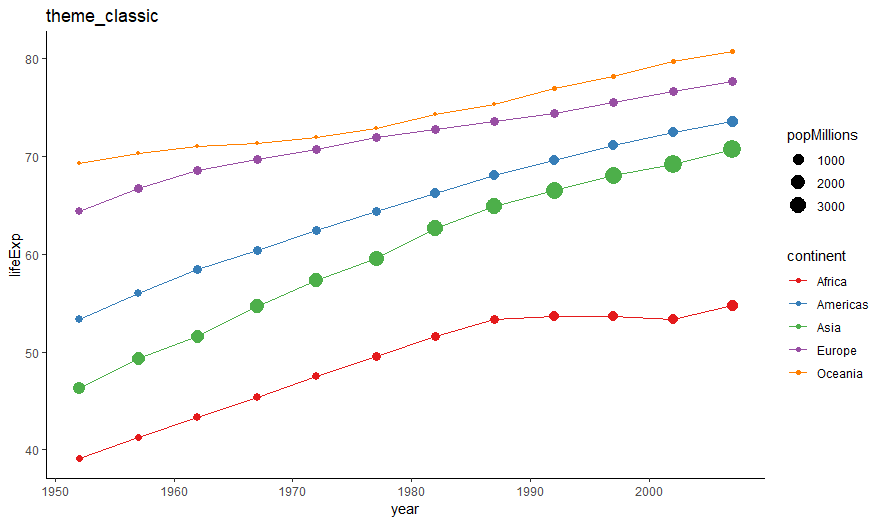 theme_classic
80
70
60
50
40
lifeExp
1950 1960 1970 1980 1990 2000
year
popMillions
1000
2000
3000
continent
Africa
Americas
Asia
Europe
Oceania